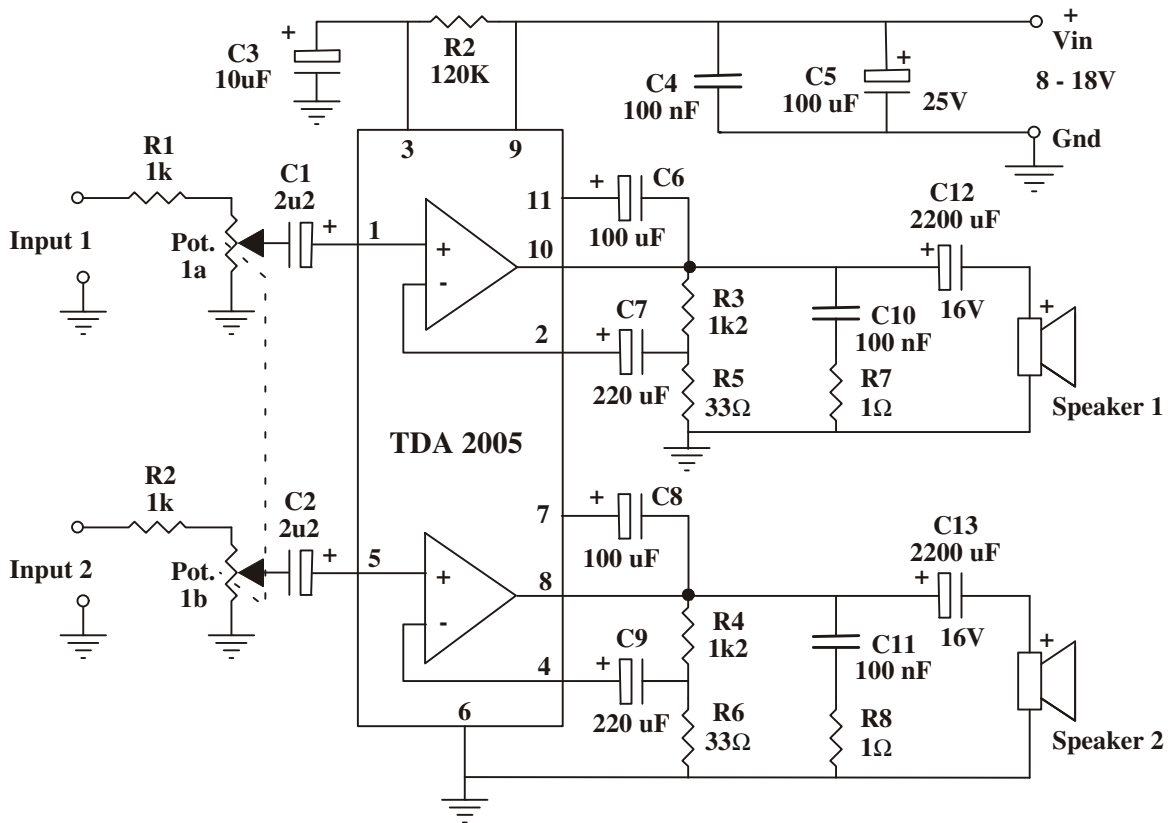 +
C3
10uF
R2
120K
C4
100 nF
C5
100 uF
+
25V
+
Vin
8 - 18V
Gnd
3
9
R1
1k
Input 1
Pot.
1a
C1
2u2
+
1
+
-
11
10
2
+
C6
100 uF
C7
+
220 uF
R3
1k2
R5
33Ω
C10
100 nF
R7
1Ω
C12
2200 uF
+
16V
+
Speaker 1
TDA 2005
R2
1k
Input 2
Pot.
1b
C2
2u2
+
5
+
-
7
8
4
6
+
C8
100 uF
C9
+
220 uF
R4
1k2
R6
33Ω
C11
100 nF
R8
1Ω
C13
2200 uF
+
16V
+
Speaker 2